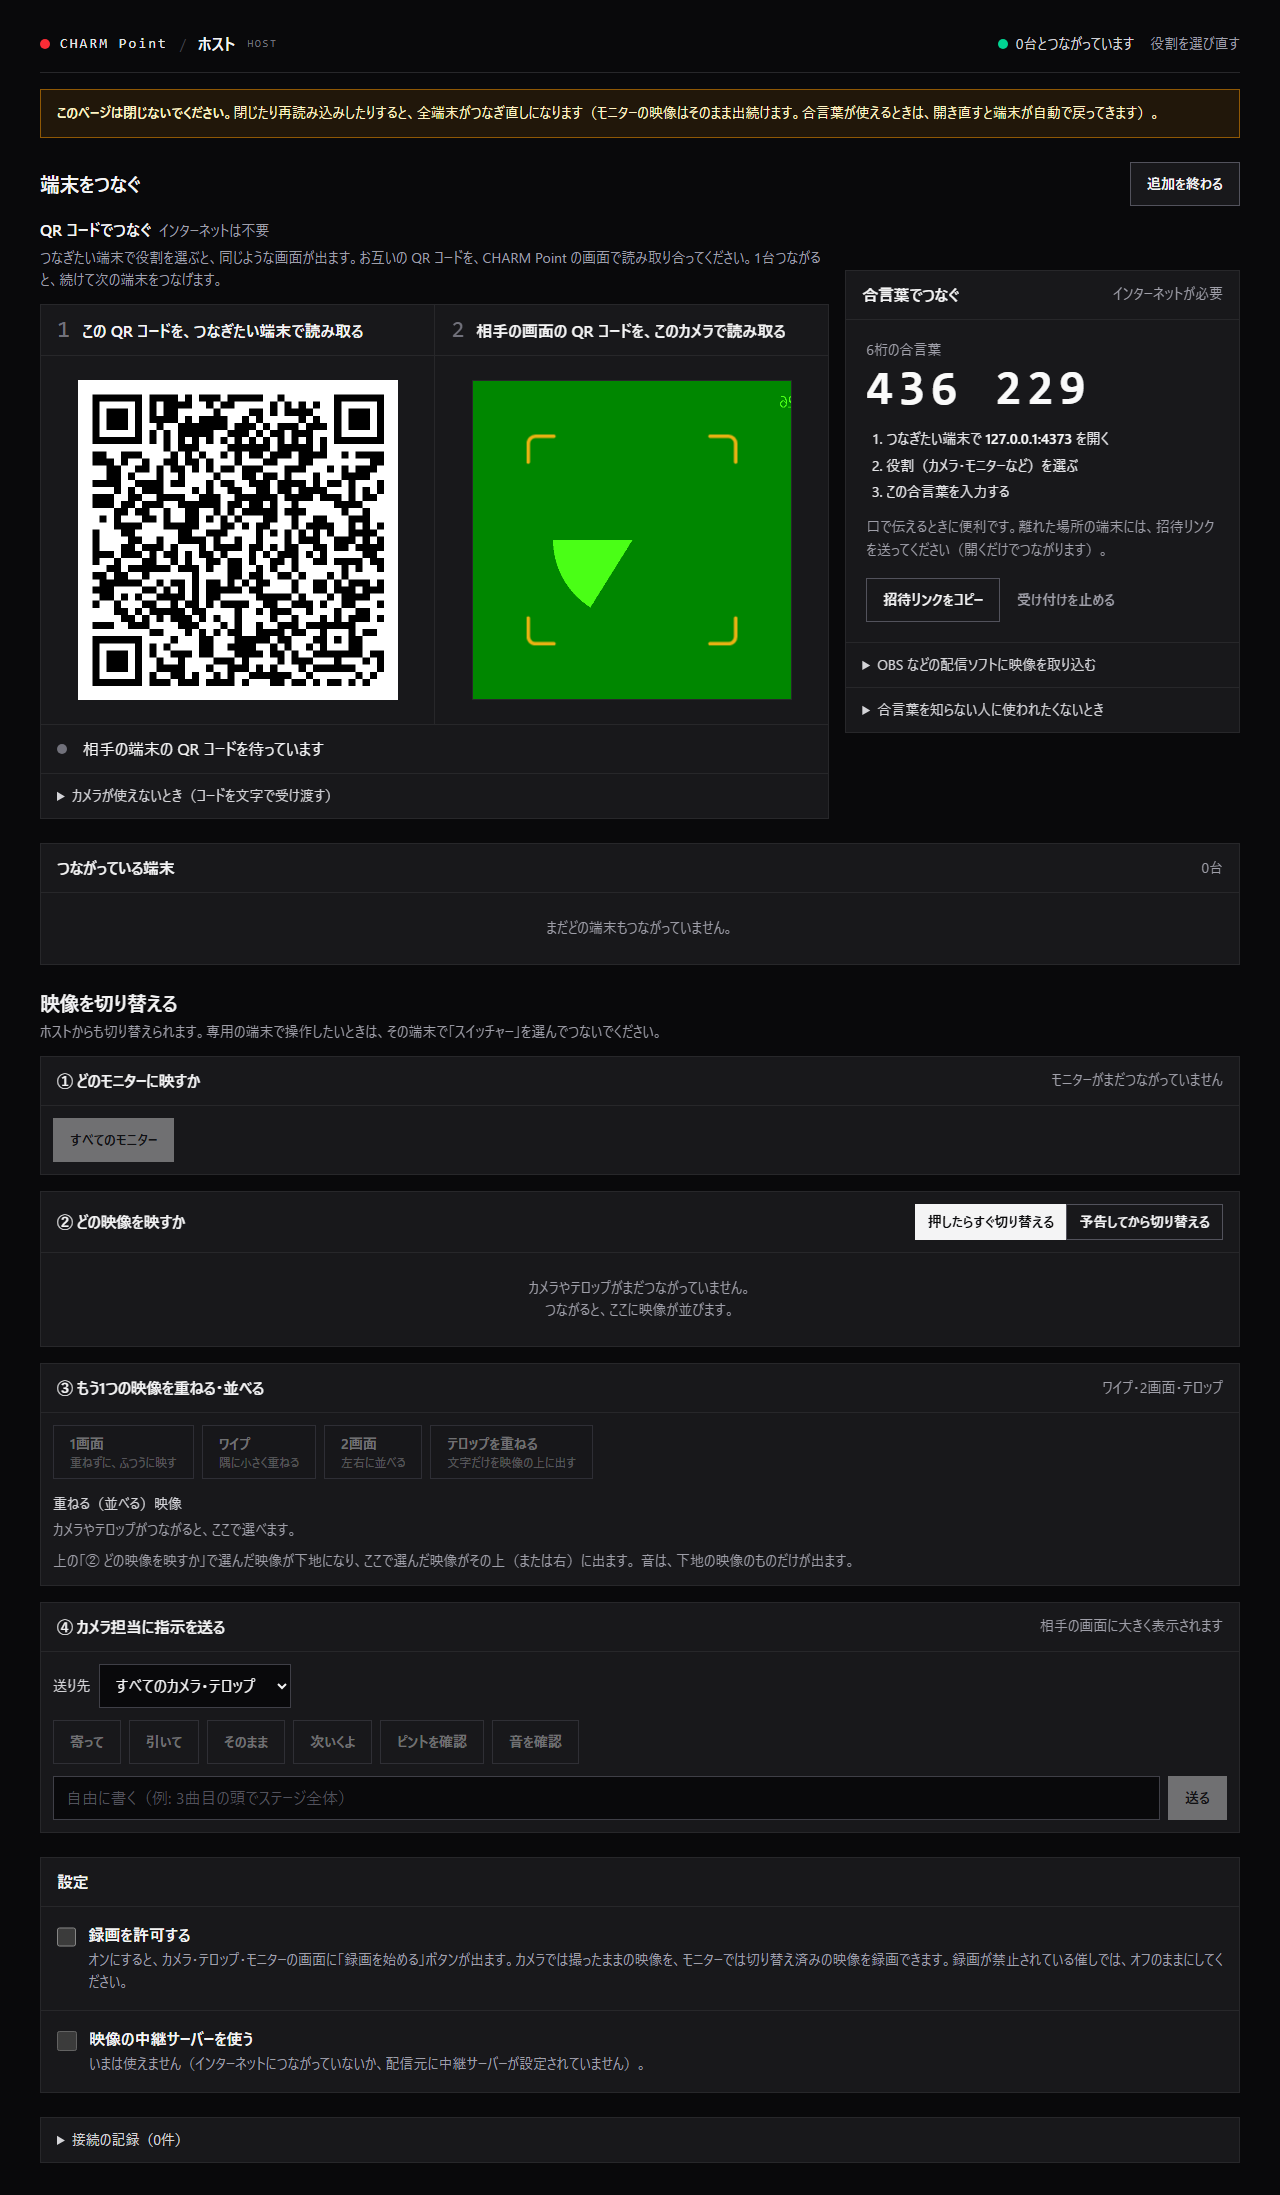 CHARM Point / ホスト HOST
0台とつながっています 役割を選び直す
このページは閉じないでください。閉じたり再読み込みしたりすると、全端末がつなぎ直しになります（モニターの映像はそのまま出続けます。合言葉が使えるときは、開き直すと端末が自動で戻ってきます）。
端末をつなぐ
追加を終わる
QR コードでつなぐ インターネットは不要
つなぎたい端末で役割を選ぶと、同じような画面が出ます。お互いの QR コードを、CHARM Point の画面で読み取り合ってください。1台つながる
と、続けて次の端末をつなげます。
1 この QR コードを、つなぎたい端末で読み取る
2 相手の画面の QR コードを、このカメラで読み取る
相手の端末の QR コードを待っています
▶ カメラが使えないとき（コードを文字で受け渡す）
合言葉でつなぐ インターネットが必要
6桁の合言葉
436 229
1. つなぎたい端末で 127.0.0.1:4373 を開く
2. 役割（カメラ・モニターなど）を選ぶ
3. この合言葉を入力する
口で伝えるときに便利です。離れた場所の端末には、招待リンク
を送ってください（開くだけでつながります）。
招待リンクをコピー 受け付けを止める
▶ OBS などの配信ソフトに映像を取り込む
▶ 合言葉を知らない人に使われたくないとき
つながっている端末 0台
まだどの端末もつながっていません。
映像を切り替える
ホストからも切り替えられます。専用の端末で操作したいときは、その端末で「スイッチャー」を選んでつないでください。
① どのモニターに映すか モニターがまだつながっていません
すべてのモニター
② どの映像を映すか 押したらすぐ切り替える 予告してから切り替える
カメラやテロップがまだつながっていません。
つながると、ここに映像が並びます。
③ もう1つの映像を重ねる・並べる ワイプ・2画面・テロップ
1画面 ワイプ 2画面 テロップを重ねる
重ねずに、ふつうに映す 隅に小さく重ねる 左右に並べる 文字だけを映像の上に出す
重ねる（並べる）映像
カメラやテロップがつながると、ここで選べます。
上の「② どの映像を映すか」で選んだ映像が下地になり、ここで選んだ映像がその上（または右）に出ます。音は、下地の映像のものだけが出ます。
④ カメラ担当に指示を送る 相手の画面に大きく表示されます
送り先 すべてのカメラ・テロップ
寄って 引いて そのまま 次いくよ ピントを確認 音を確認
自由に書く（例: 3曲目の頭でステージ全体） 送る
設定
録画を許可する
オンにすると、カメラ・テロップ・モニターの画面に「録画を始める」ボタンが出ます。カメラでは撮ったままの映像を、モニターでは切り替え済みの映像を録画できます。録画が禁止されている催しでは、オフのままにしてく
ださい。
映像の中継サーバーを使う
いまは使えません（インターネットにつながっていないか、配信元に中継サーバーが設定されていません）。
▶ 接続の記録（0件）